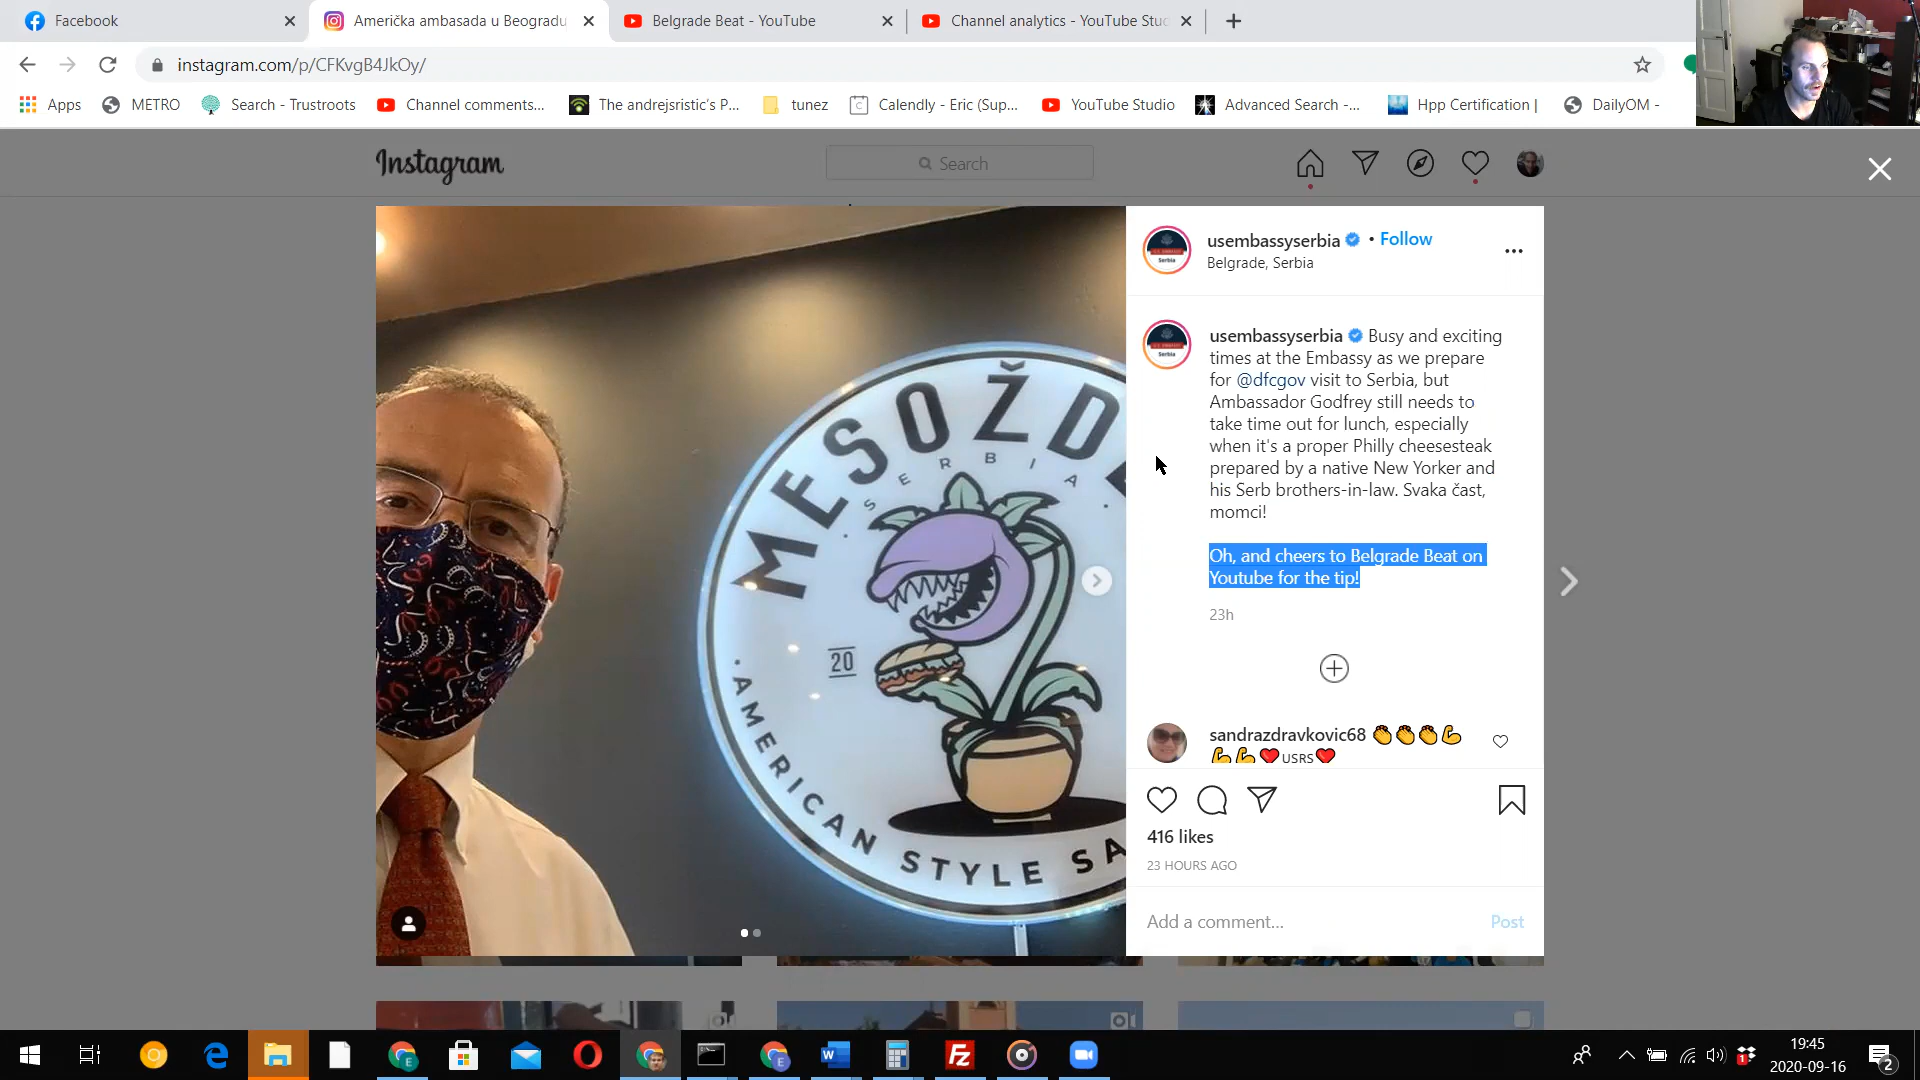 Facebook
Američka ambasada u Beogradu
Belgrade Beat - YouTube
Channel analytics - YouTube Stud
instagram.com/p/CFKvgB4JkOy/
Apps
METRO
Search - Trustroots
Channel comments...
The andrejsristic's P...
tunez
Calendly - Eric (Sup...
YouTube Studio
Advanced Search -...
Hpp Certification |
DailyOM -
Instagram
Search
MESOŽD
SERBIA
20
AMERICAN STYLE SA
usembassyserbia • Follow
Belgrade, Serbia
usembassyserbia Busy and exciting
times at the Embassy as we prepare
for @dfcgov visit to Serbia, but
Ambassador Godfrey still needs to
take time out for lunch, especially
when it's a proper Philly cheesesteak
prepared by a native New Yorker and
his Serb brothers-in-law. Svaka čast,
momci!
Oh, and cheers to Belgrade Beat on
Youtube for the tip!
23h
sandrazdravkovic68 👏👏👏💪
💪💪❤️USRS❤️
416 likes
23 HOURS AGO
Add a comment...
Post
19:45
2020-09-16
2